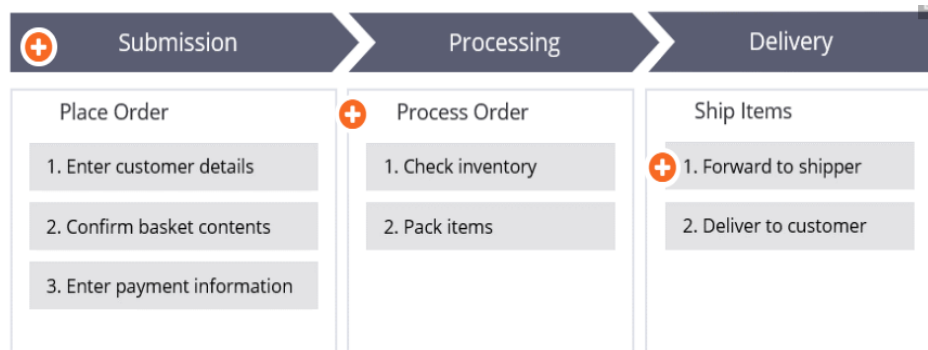 Submission
Processing
Delivery
Place Order
1. Enter customer details
2. Confirm basket contents
3. Enter payment information
Process Order
1. Check inventory
2. Pack items
Ship Items
1. Forward to shipper
2. Deliver to customer